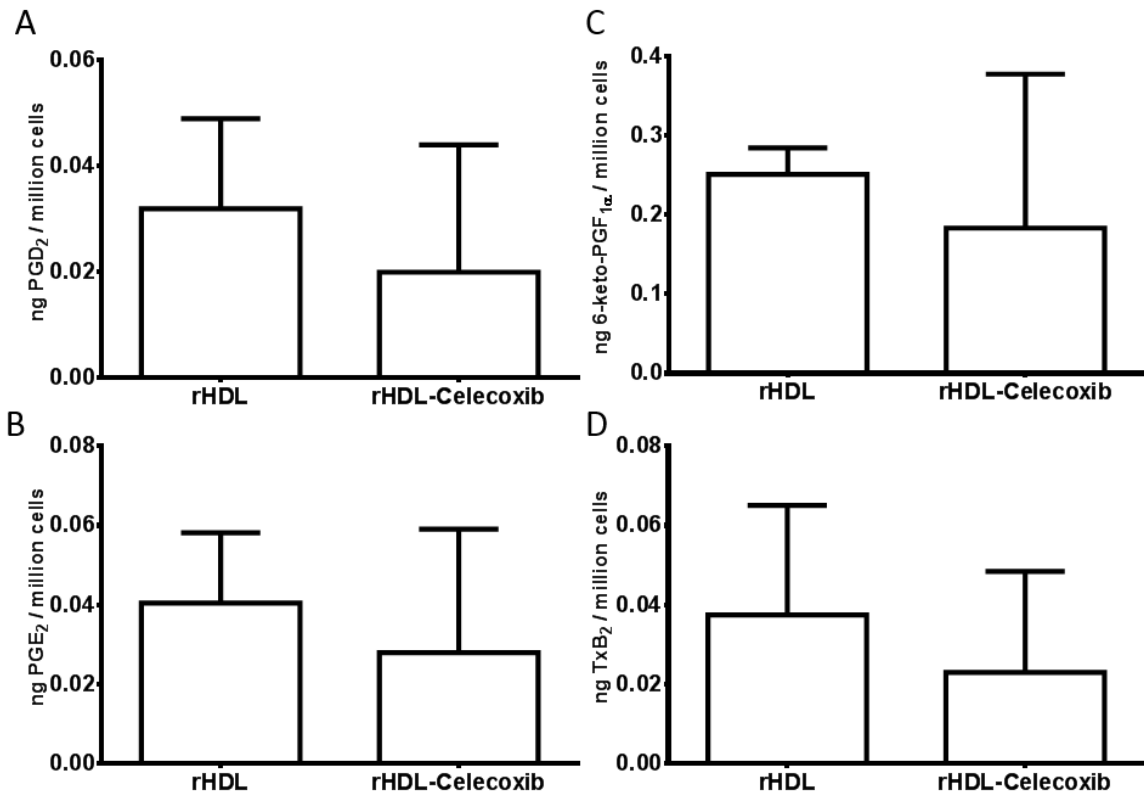 A
ng PGD₂ / million cells
0.06
0.04
0.02
0.00
rHDL
rHDL-Celecoxib
B
ng PGE₂ / million cells
0.08
0.06
0.04
0.02
0.00
rHDL
rHDL-Celecoxib
C
ng 6-keto-PGF₁α / million cells
0.4
0.3
0.2
0.1
0.0
rHDL
rHDL-Celecoxib
D
ng TxB₂ / million cells
0.08
0.06
0.04
0.02
0.00
rHDL
rHDL-Celecoxib